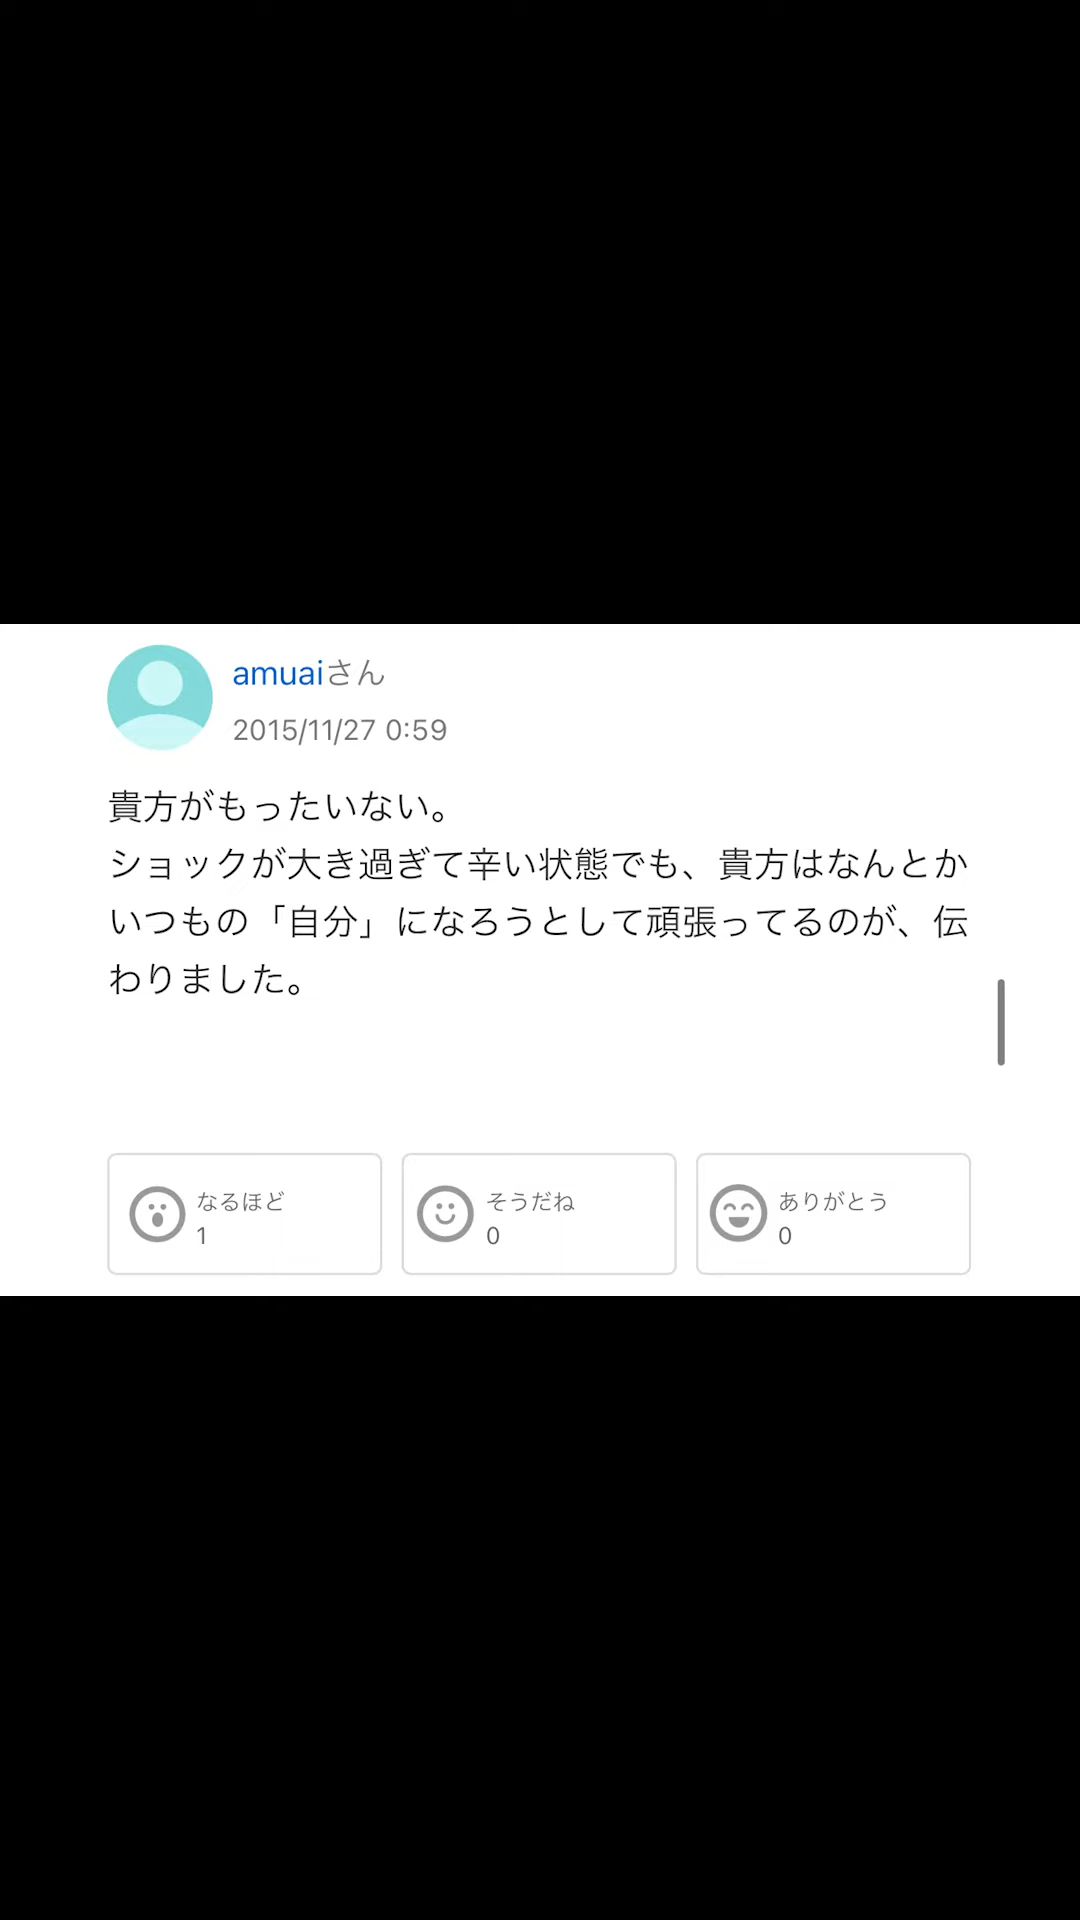 amuaiさん
2015/11/27 0:59
貴方がもったいない。
ショックが大き過ぎて辛い状態でも、貴方はなんとか
いつもの「自分」になろうとして頑張ってるのが、伝
わりました。
なるほど
1
そうだね
0
ありがとう
0